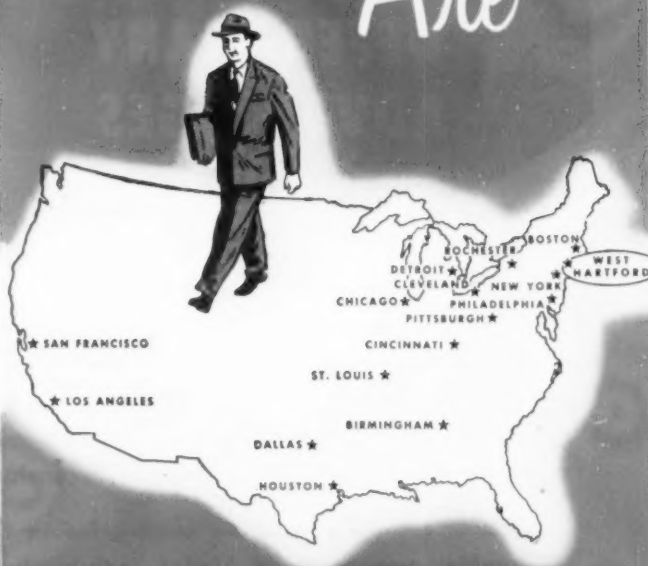 Are
BOSTON
ROCHESTER
WEST
HARTFORD
DETROIT
CLEVELAND
NEW YORK
CHICAGO
PHILADELPHIA
PITTSBURGH
SAN FRANCISCO
CINCINNATI
ST. LOUIS
LOS ANGELES
BIRMINGHAM
DALLAS
HOUSTON